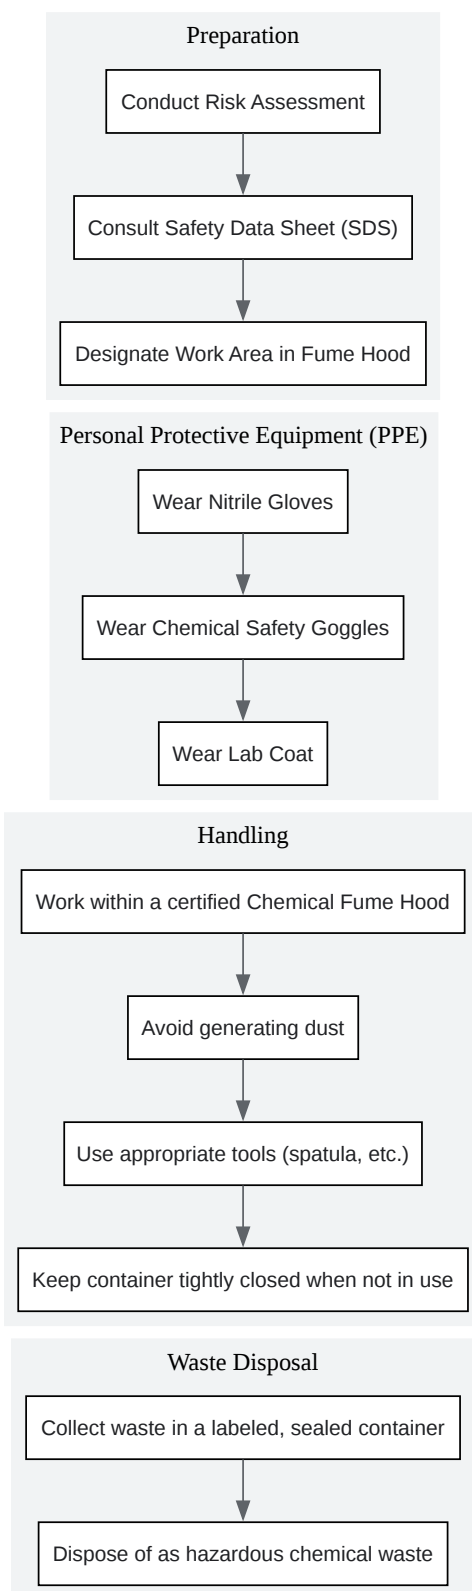 Preparation
Conduct Risk Assessment
Consult Safety Data Sheet (SDS)
Designate Work Area in Fume Hood
Personal Protective Equipment (PPE)
Wear Nitrile Gloves
Wear Chemical Safety Goggles
Wear Lab Coat
Handling
Work within a certified Chemical Fume Hood
Avoid generating dust
Use appropriate tools (spatula, etc.)
Keep container tightly closed when not in use
Waste Disposal
Collect waste in a labeled, sealed container
Dispose of as hazardous chemical waste